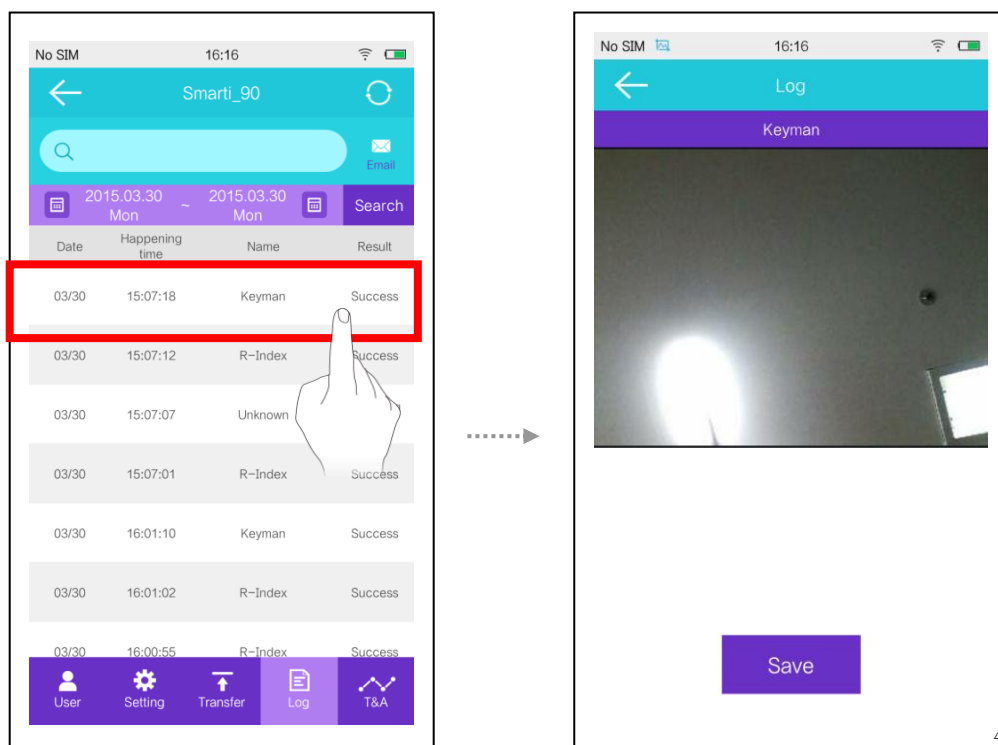 No SIM 16:16
Smarti_90
Email
2015.03.30 ~ 2015.03.30 Search
Mon Mon
Date Happening time Name Result
03/30 15:07:18 Keyman Success
03/30 15:07:12 R-Index Success
03/30 15:07:07 Unknown
03/30 15:07:01 R-Index Success
03/30 16:01:10 Keyman Success
03/30 16:01:02 R-Index Success
03/30 16:00:55 R-Index Success
User Setting Transfer Log T&A
No SIM 16:16
Log
Keyman
Save